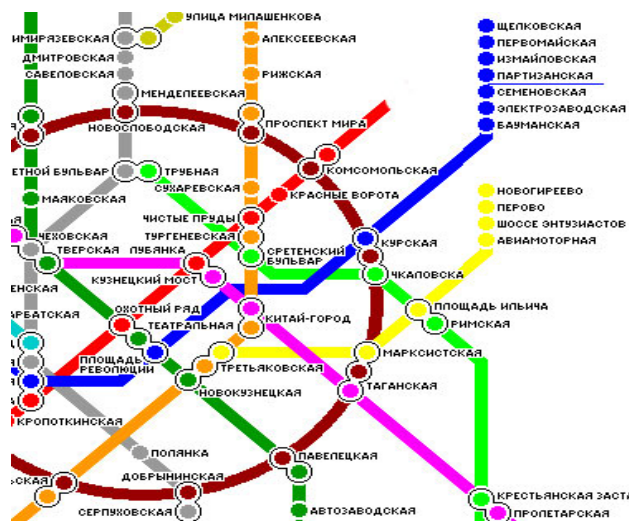 УЛИЦА МИЛАШЕНКОВА
ЩЕЛКОВСКАЯ
ИМИРЯЗЕВСКАЯ
АЛЕКСЕЕВСКАЯ
ПЕРВОМАЙСКАЯ
ДМИТРОВСКАЯ
ИЗМАЙЛОВСКАЯ
САВЕЛОВСКАЯ
РИЖСКАЯ
ПАРТИЗАНСКАЯ
МЕНДЕЛЕЕВСКАЯ
СЕМЕНОВСКАЯ
ЭЛЕКТРОЗАВОДСКАЯ
НОВОСЛОБОДСКАЯ
ПРОСПЕКТ МИРА
БАУМАНСКАЯ
ЕТНОЙ БУЛЬВАР
ТРУБНАЯ
КОМСОМОЛЬСКАЯ
СУХАРЕВСКАЯ
КРАСНЫЕ ВОРОТА
НОВОГИРЕЕВО
МАЯКОВСКАЯ
ПЕРОВО
ЧИСТЫЕ ПРУДЫ
ШОССЕ ЭНТУЗИАСТОВ
ЧЕХОВСКАЯ
ТУРГЕНЕВСКАЯ
КУРСКАЯ
АВИАМОТОРНАЯ
ТВЕРСКАЯ
ЛУБЯНКА
СРЕТЕНСКИЙ
БУЛЬВАР
КУЗНЕЦКИЙ МОСТ
ЧКАЛОВСКА
ЕНСКАЯ
ОХОТНЫЙ РЯД
ПЛОЩАДЬ ИЛЬИЧА
АРБАТСКАЯ
ТЕАТРАЛЬНАЯ
КИТАЙ-ГОРОД
РИМСКАЯ
ПЛОЩАДЬ
РЕВОЛЮЦИИ
ТРЕТЬЯКОВСКАЯ
МАРКСИСТСКАЯ
НОВОКУЗНЕЦКАЯ
ТАГАНСКАЯ
КРОПОТКИНСКАЯ
ПОЛЯНКА
ПАВЕЛЕЦКАЯ
ЬСКАЯ
ДОБРЫНИНСКАЯ
КРЕСТЬЯНСКАЯ ЗАСТА
СЕРПУХОВСКАЯ
АВТОЗАВОДСКАЯ
ПРОЛЕТАРСКАЯ